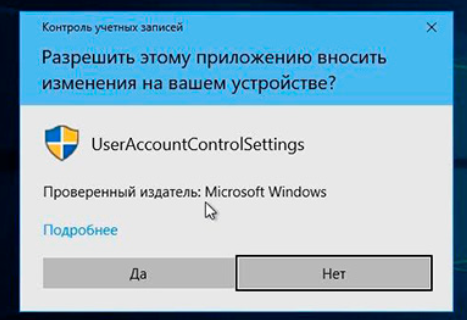 Контроль учетных записей
Разрешить этому приложению вносить
изменения на вашем устройстве?
UserAccountControlSettings
Проверенный издатель: Microsoft Windows
Подробнее
Да
Нет